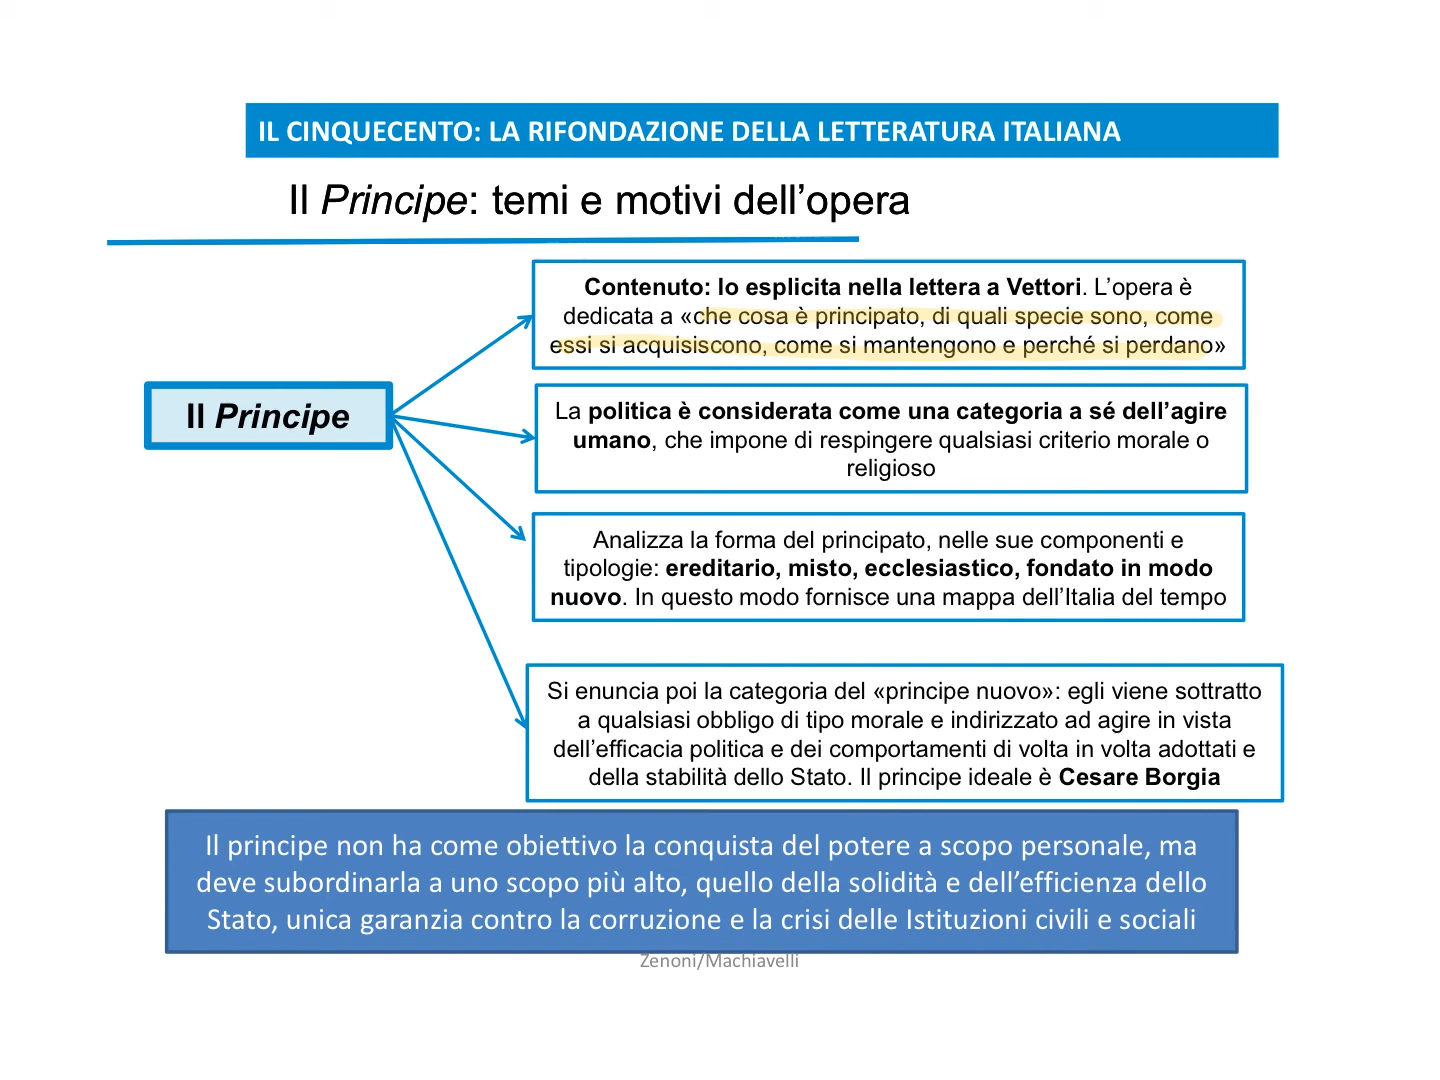 IL CINQUECENTO: LA RIFONDAZIONE DELLA LETTERATURA ITALIANA
Il Principe: temi e motivi dell’opera
Contenuto: lo esplicita nella lettera a Vettori. L’opera è
dedicata a «che cosa è principato, di quali specie sono, come
essi si acquisiscono, come si mantengono e perché si perdano»
Il Principe
La politica è considerata come una categoria a sé dell’agire
umano, che impone di respingere qualsiasi criterio morale o
religioso
Analizza la forma del principato, nelle sue componenti e
tipologie: ereditario, misto, ecclesiastico, fondato in modo
nuovo. In questo modo fornisce una mappa dell’Italia del tempo
Si enuncia poi la categoria del «principe nuovo»: egli viene sottratto
a qualsiasi obbligo di tipo morale e indirizzato ad agire in vista
dell’efficacia politica e dei comportamenti di volta in volta adottati e
della stabilità dello Stato. Il principe ideale è Cesare Borgia
Il principe non ha come obiettivo la conquista del potere a scopo personale, ma
deve subordinarla a uno scopo più alto, quello della solidità e dell’efficienza dello
Stato, unica garanzia contro la corruzione e la crisi delle Istituzioni civili e sociali
Zenoni/Machiavelli